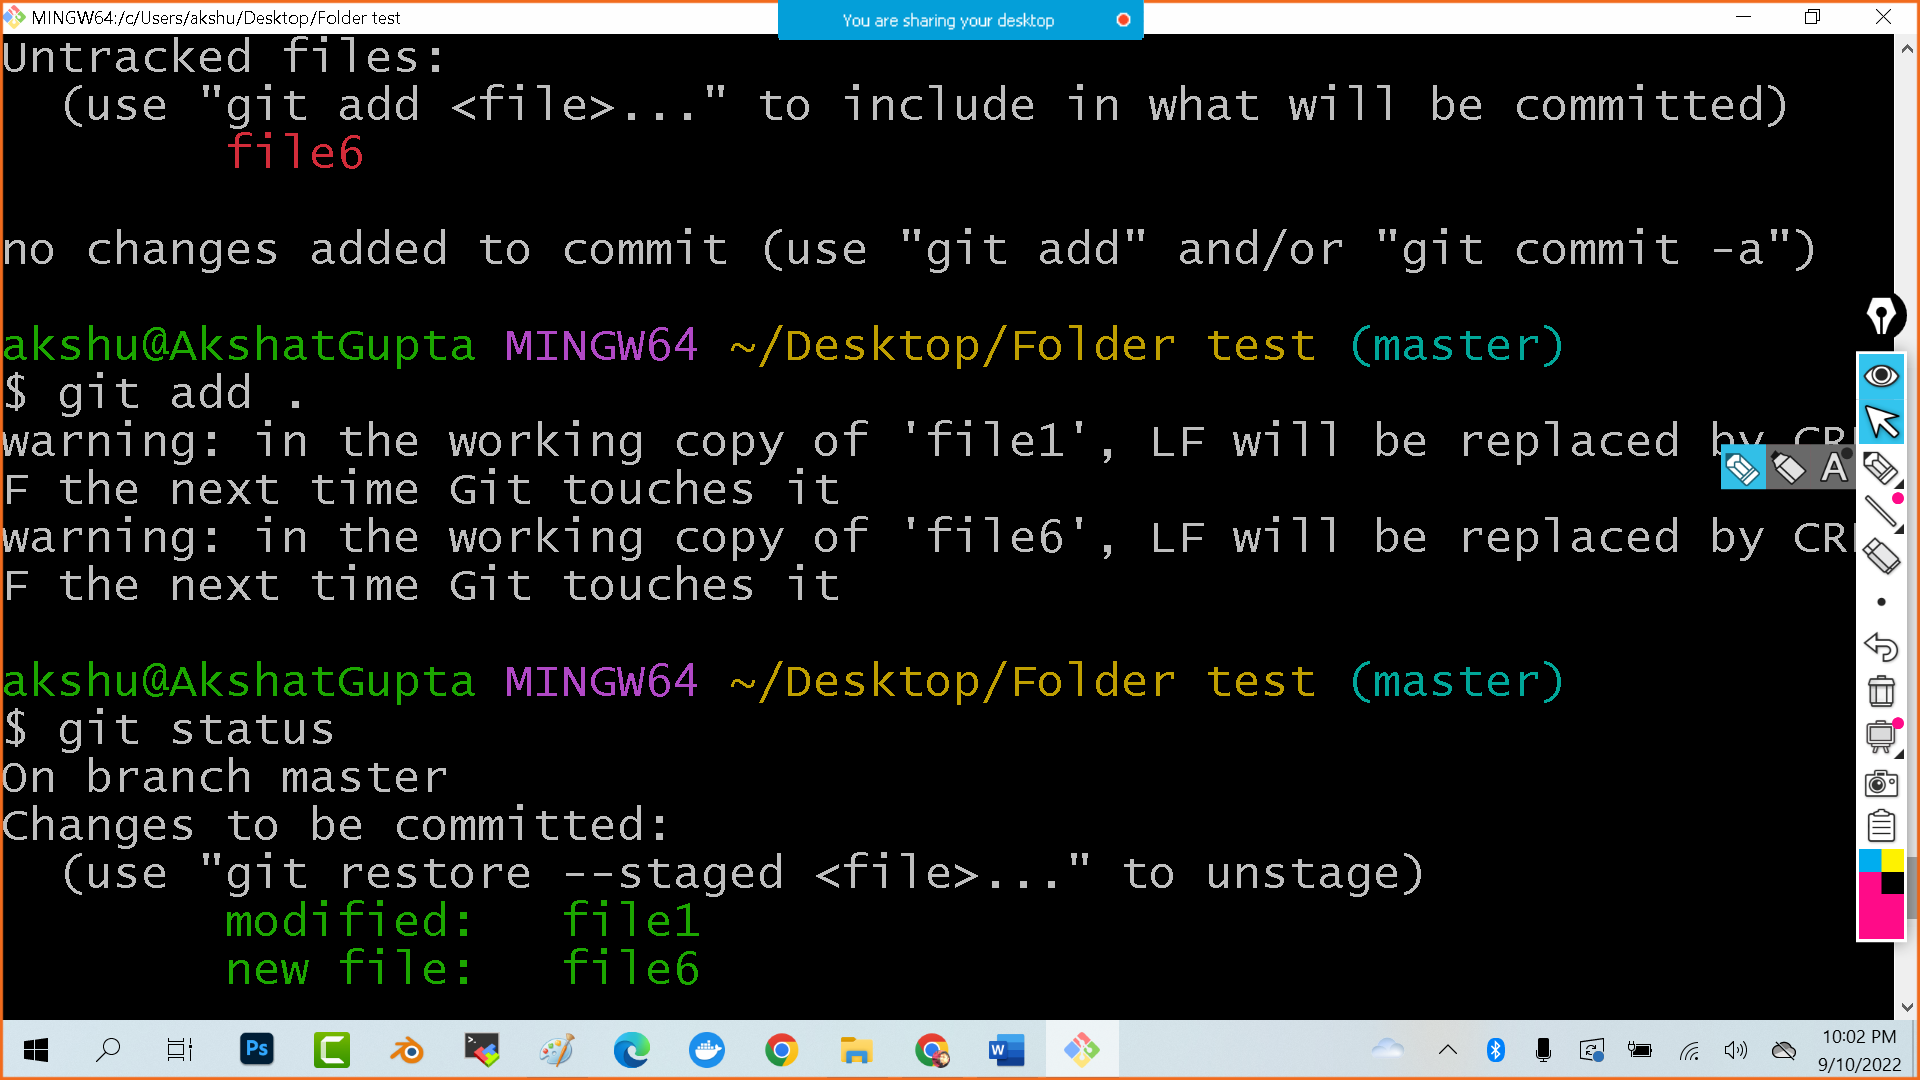 MINGW64:/c/Users/akshu/Desktop/Folder test
You are sharing your desktop
Untracked files:
  (use "git add <file>..." to include in what will be committed)
        file6
no changes added to commit (use "git add" and/or "git commit -a")
akshu@AkshatGupta MINGW64 ~/Desktop/Folder test (master)
$ git add .
warning: in the working copy of 'file1', LF will be replaced by CRL
F the next time Git touches it
warning: in the working copy of 'file6', LF will be replaced by CRL
F the next time Git touches it
akshu@AkshatGupta MINGW64 ~/Desktop/Folder test (master)
$ git status
On branch master
Changes to be committed:
  (use "git restore --staged <file>..." to unstage)
        modified:   file1
        new file:   file6
A
Ps
C
W
10:02 PM
9/10/2022